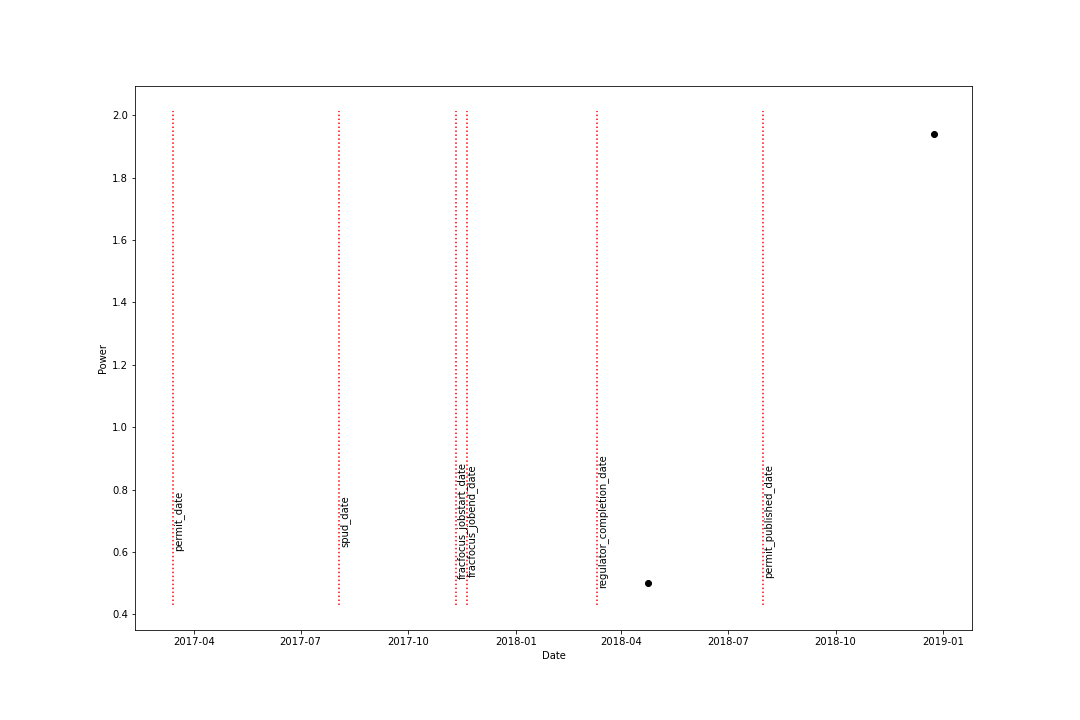 2.0
1.8
1.6
1.4
1.2
1.0
0.8
0.6
0.4
Power
permit_date
spud_date
fracfocus_jobstart_date
fracfocus_jobend_date
regulator_completion_date
permit_published_date
2017-04
2017-07
2017-10
2018-01
2018-04
2018-07
2018-10
2019-01
Date